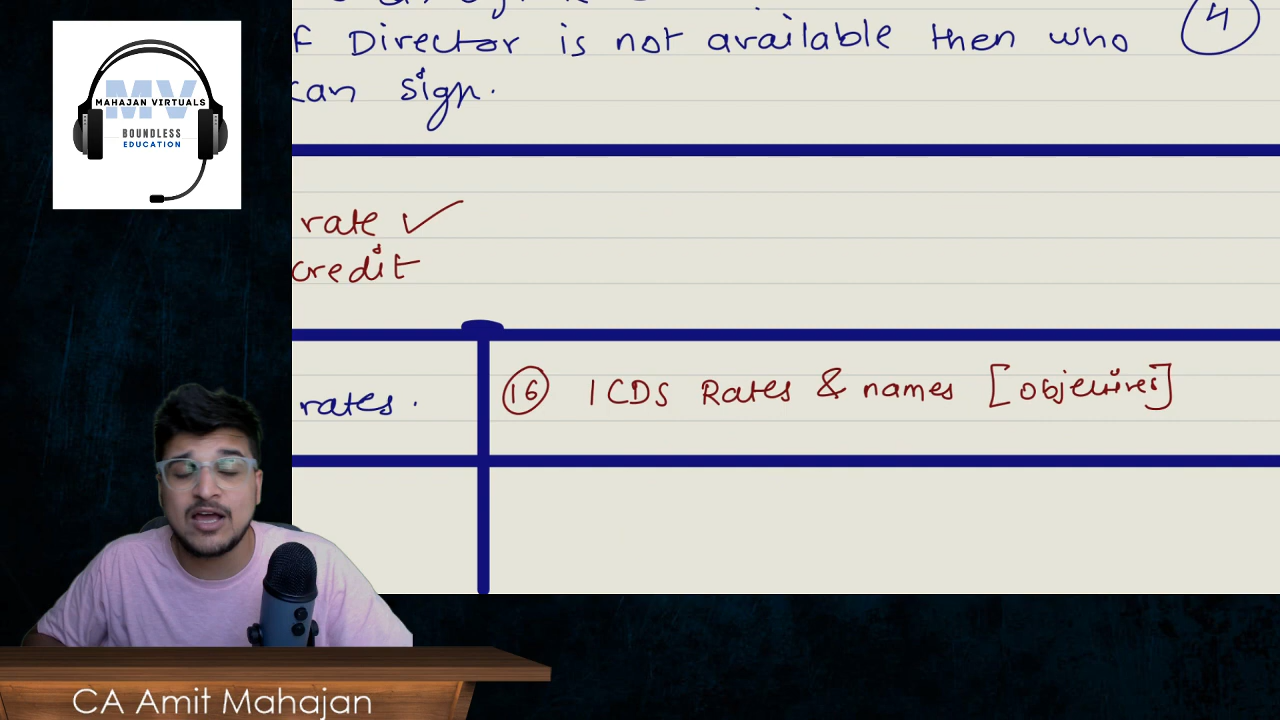 MV
MAHAJAN VIRTUALS
BOUNDLESS
EDUCATION
F Director is not available then who
can sign.
4
rate ✓
credit
rates.
16 ICDS Rates & names [objectives]
CA Amit Mahajan